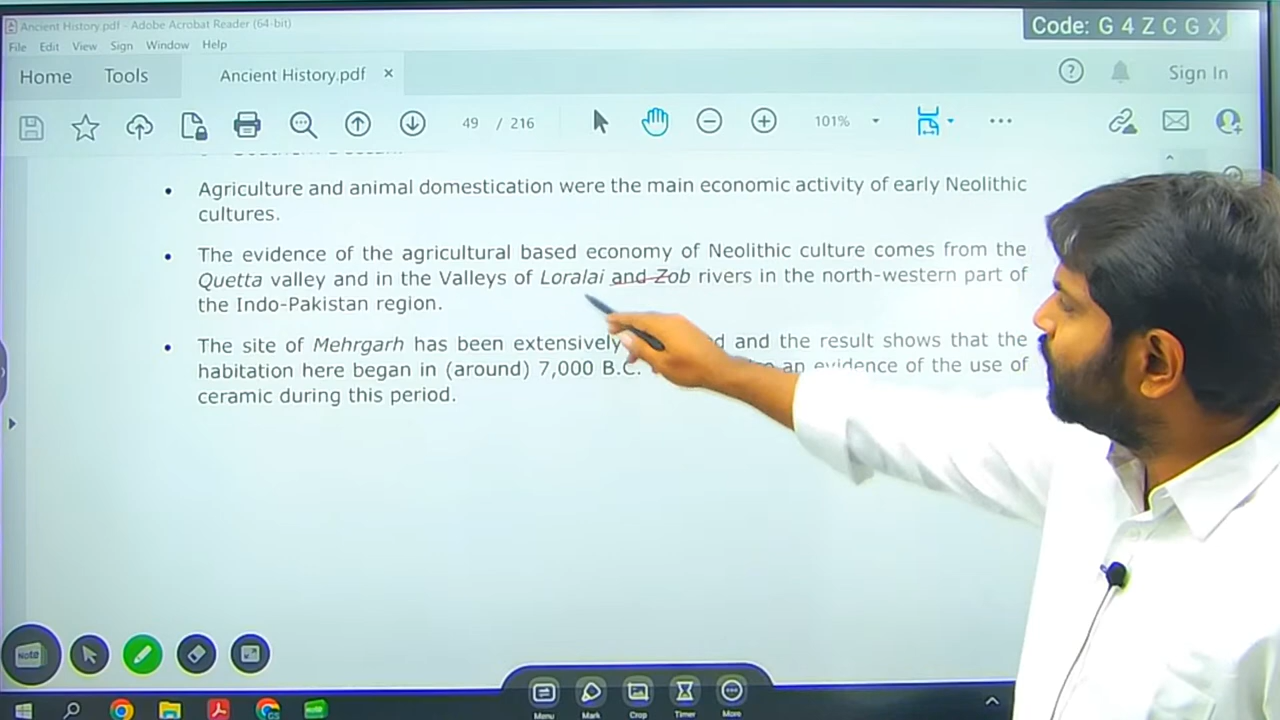 Ancient History.pdf - Adobe Acrobat Reader (64-bit)
Code: G 4 Z C G X
File Edit View Sign Window Help
Home Tools Ancient History.pdf × Sign In
49 / 216 101%
• Agriculture and animal domestication were the main economic activity of early Neolithic
cultures.
• The evidence of the agricultural based economy of Neolithic culture comes from the
Quetta valley and in the Valleys of Loralai and Zob rivers in the north-western part of
the Indo-Pakistan region.
• The site of Mehrgarh has been extensively and the result shows that the
habitation here began in (around) 7,000 B.C. an evidence of the use of
ceramic during this period.
Note
Menu Mark Crop Timer More